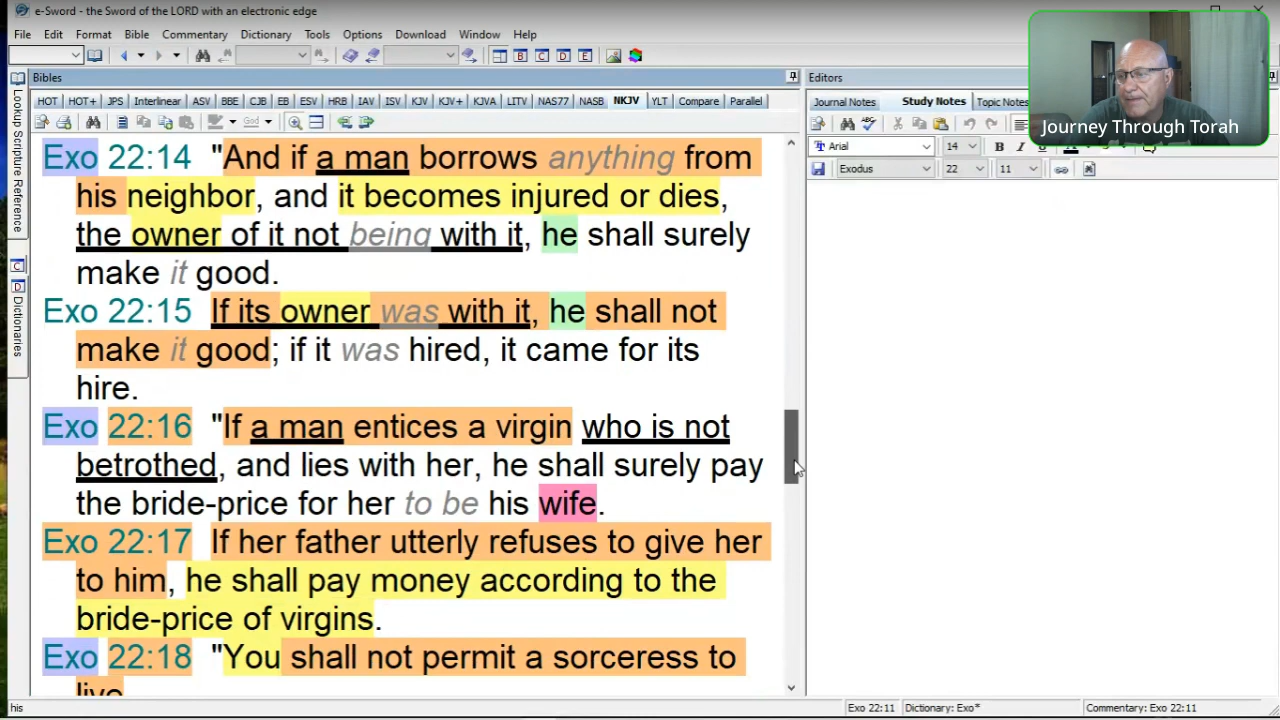 e-Sword - the Sword of the LORD with an electronic edge
File Edit Format Bible Commentary Dictionary Tools Options Download Window Help
Bibles
Editors
HOT HOT+ JPS Interlinear ASV BBE CJB EB ESV HRB IAV ISV KJV KJV+ KJVA LITV NAS77 NASB NKJV YLT Compare Parallel
Journal Notes Study Notes Topic Notes
God
Arial 14 B I U
Exodus 22 11
Lookup Scripture Reference
Dictionaries
Journey Through Torah
Exo 22:14 "And if a man borrows anything from
his neighbor, and it becomes injured or dies,
the owner of it not being with it, he shall surely
make it good.
Exo 22:15 If its owner was with it, he shall not
make it good; if it was hired, it came for its
hire.
Exo 22:16 "If a man entices a virgin who is not
betrothed, and lies with her, he shall surely pay
the bride-price for her to be his wife.
Exo 22:17 If her father utterly refuses to give her
to him, he shall pay money according to the
bride-price of virgins.
Exo 22:18 "You shall not permit a sorceress to
live.
his
Exo 22:11 Dictionary: Exo* Commentary: Exo 22:11